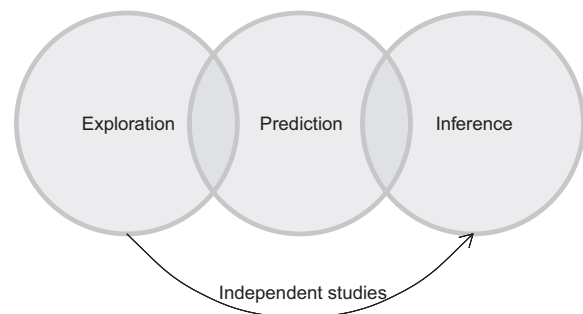 Exploration
Prediction
Inference
Independent studies